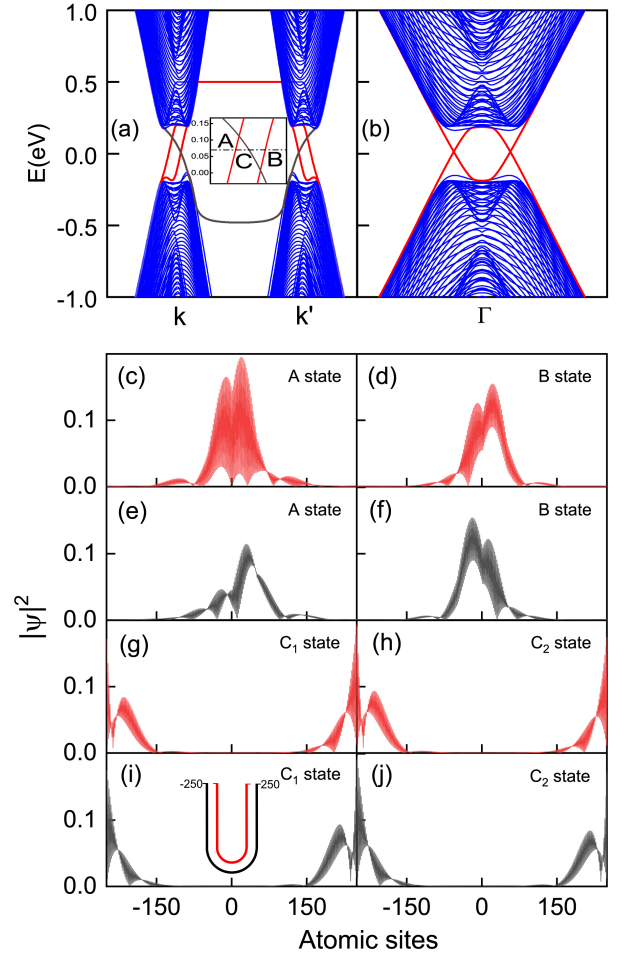 1.0
0.5
0.0
-0.5
-1.0
E(eV)
(a)
(b)
0.15
0.10
0.05
0.00
A
C
B
k
k'
Γ
(c)
A state
(d)
B state
0.1
0.0
(e)
A state
(f)
B state
0.1
0.0
|ψ|²
(g)
C₁ state
(h)
C₂ state
0.1
0.0
(i)
-250
250
C₁ state
(j)
C₂ state
0.1
0.0
-150
0
150
-150
0
150
Atomic sites